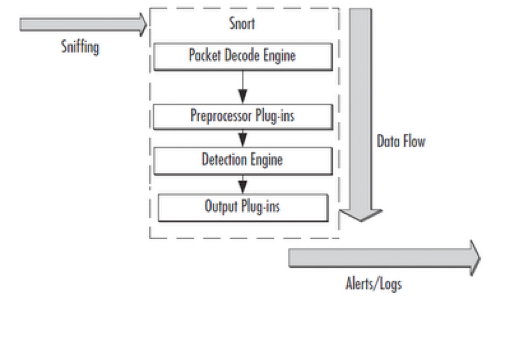 Snort
Sniffing
Packet Decode Engine
Preprocessor Plug-ins
Data Flow
Detection Engine
Output Plug-ins
Alerts/Logs